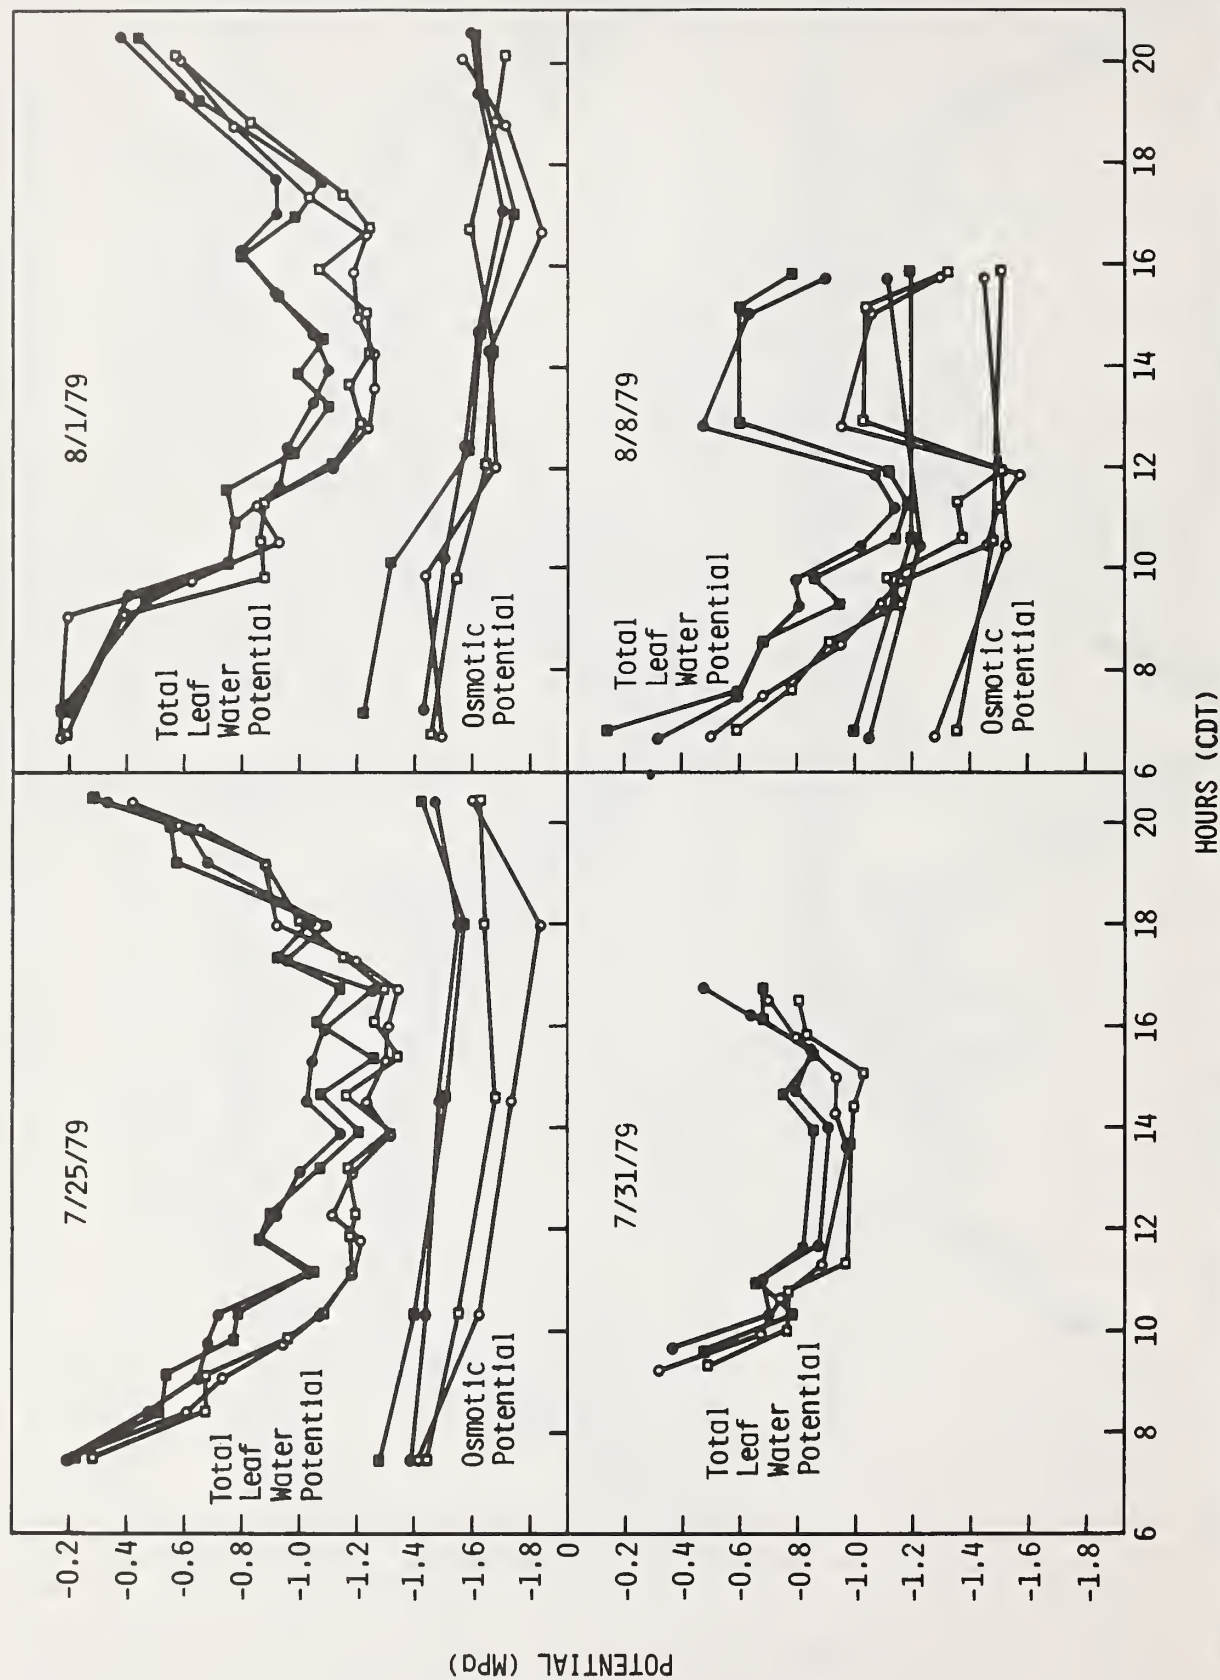 POTENTIAL (MPa)
-0.2
-0.4
-0.6
-0.8
-1.0
-1.2
-1.4
-1.6
-1.8
0
-0.2
-0.4
-0.6
-0.8
-1.0
-1.2
-1.4
-1.6
-1.8
7/25/79
Total
Leaf
Water
Potential
Osmotic
Potential
8/1/79
Total
Leaf
Water
Potential
Osmotic
Potential
7/31/79
Total
Leaf
Water
Potential
8/8/79
Total
Leaf
Water
Potential
Osmotic
Potential
6 8 10 12 14 16 18 20 6 8 10 12 14 16 18 20
HOURS (CDT)